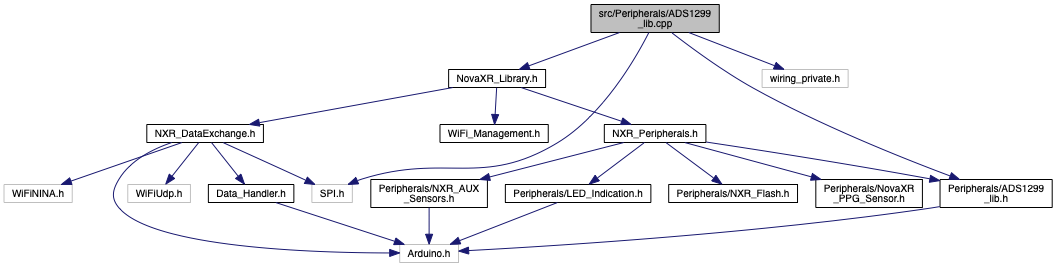 src/Peripherals/ADS1299
_lib.cpp
NovaXR_Library.h
wiring_private.h
NXR_DataExchange.h
WiFi_Management.h
NXR_Peripherals.h
WiFiNINA.h
WiFiUdp.h
Data_Handler.h
SPI.h
Peripherals/NXR_AUX
_Sensors.h
Peripherals/LED_Indication.h
Peripherals/NXR_Flash.h
Peripherals/NovaXR
_PPG_Sensor.h
Peripherals/ADS1299
_lib.h
Arduino.h